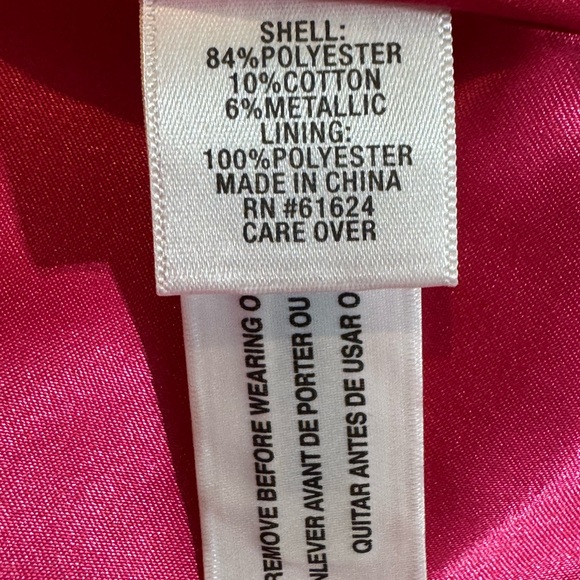 SHELL:
84%POLYESTER
10%COTTON
6%METALLIC
LINING:
100%POLYESTER
MADE IN CHINA
RN #61624
CARE OVER
REMOVE BEFORE WEARING O
NLEVER AVANT DE PORTER OU
QUITAR ANTES DE USAR O